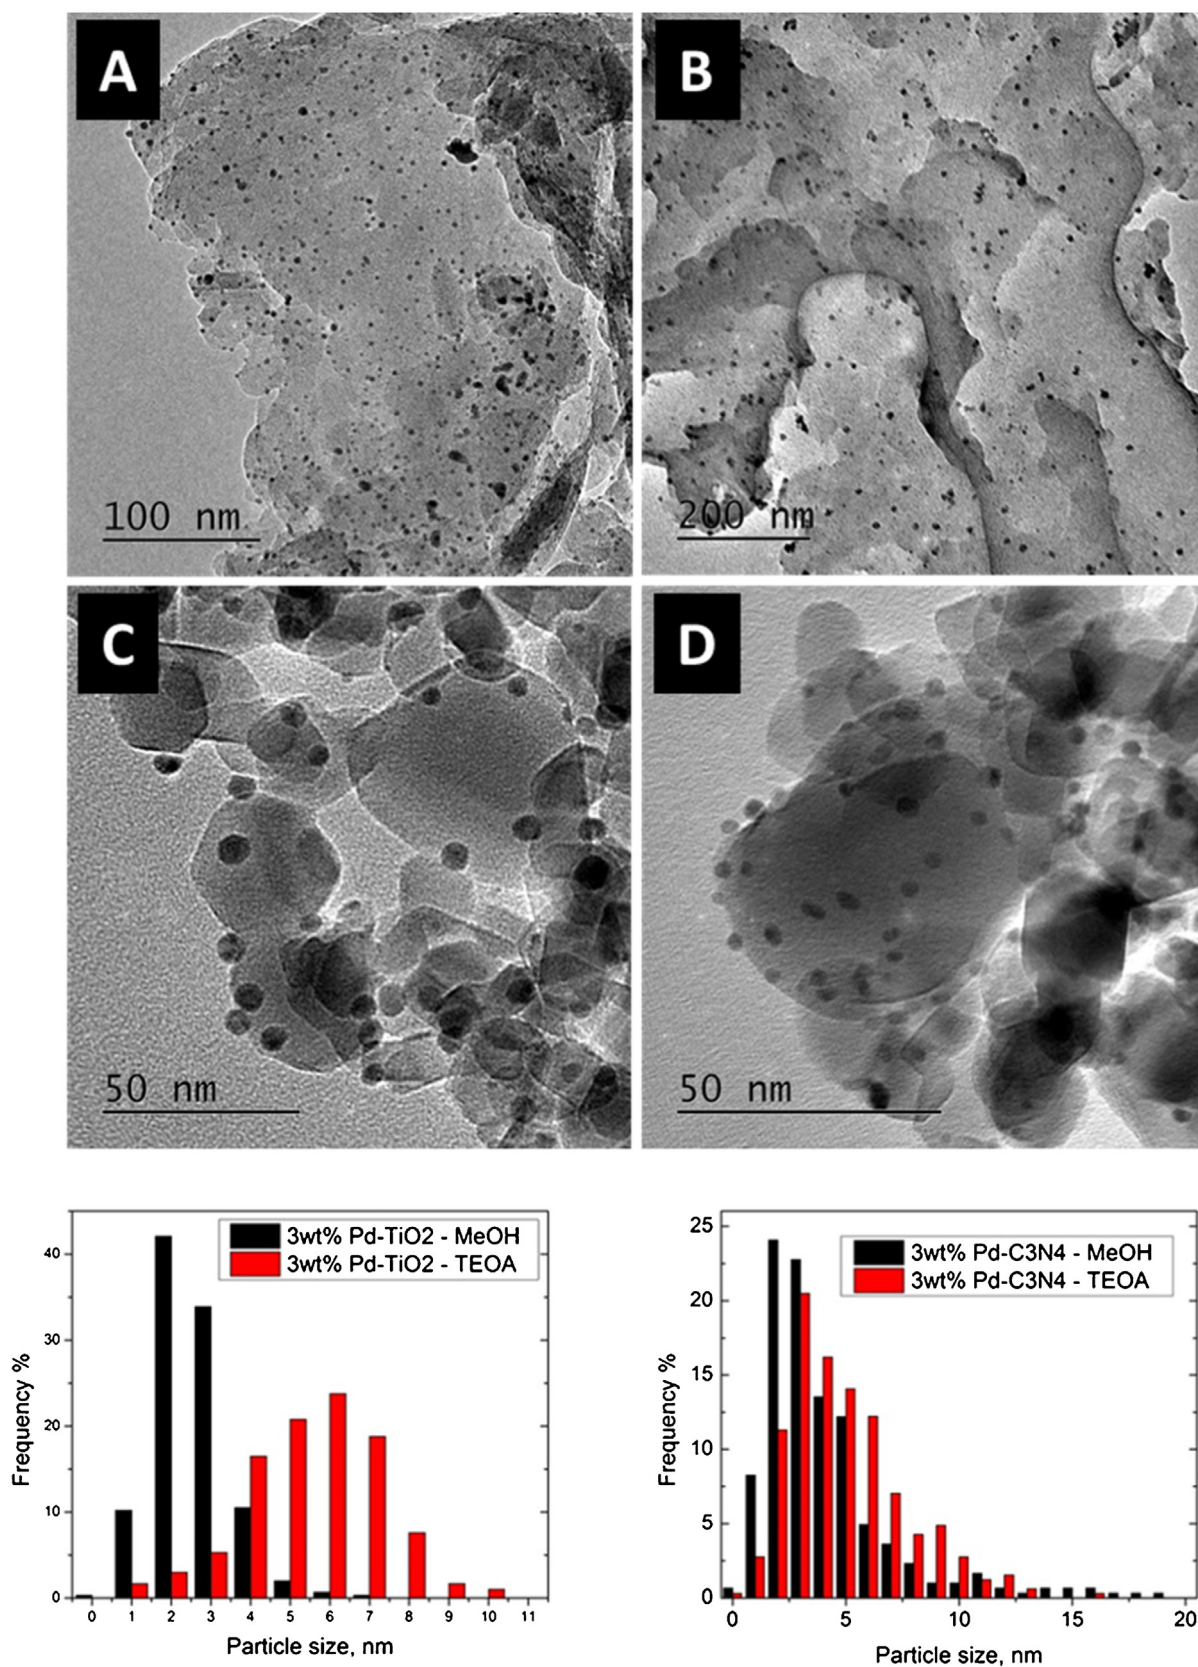 A
B
100 nm
200 nm
C
D
50 nm
50 nm
3wt% Pd-TiO2 - MeOH
3wt% Pd-TiO2 - TEOA
40
30
20
10
0
Frequency %
0 1 2 3 4 5 6 7 8 9 10 11
Particle size, nm
3wt% Pd-C3N4 - MeOH
3wt% Pd-C3N4 - TEOA
25
20
15
10
5
0
Frequency %
0 5 10 15 20
Particle size, nm